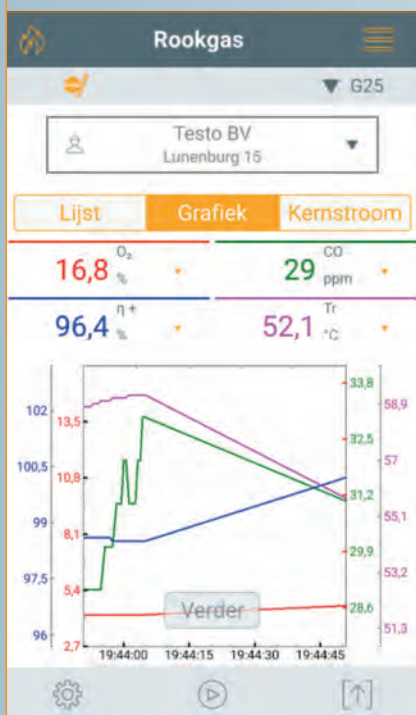 Rookgas
G25
Testo BV
Lunenburg 15
Lijst Grafiek Kernstroom
16,8 O₂ % 29 CO ppm
96,4 η+ % 52,1 Tr °C
102
100,5
99
97,5
96
13,5
10,8
8,1
5,4
2,7
33,8
32,5
31,2
29,9
28,6
58,9
57
55,1
53,2
51,3
Verder
19:44:00 19:44:15 19:44:30 19:44:45